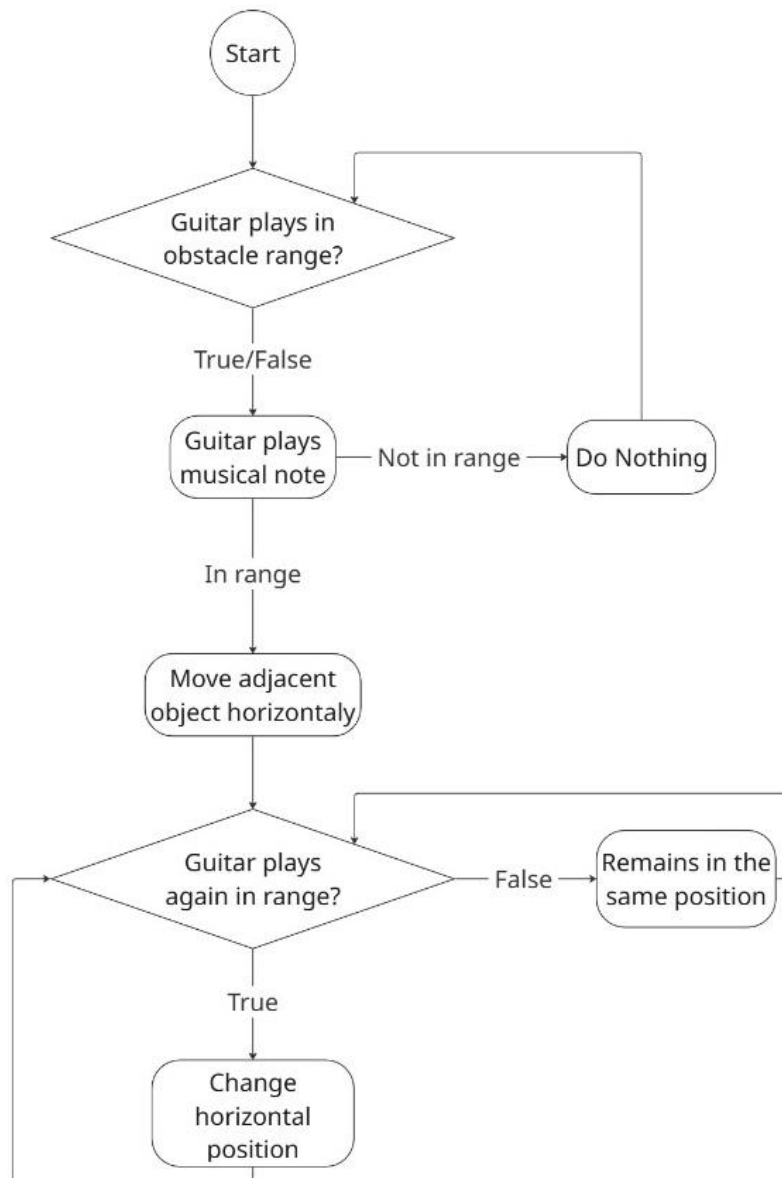 Start
Guitar plays in
obstacle range?
True/False
Guitar plays
musical note
Not in range
Do Nothing
In range
Move adjacent
object horizontaly
Guitar plays
again in range?
False
Remains in the
same position
True
Change
horizontal
position